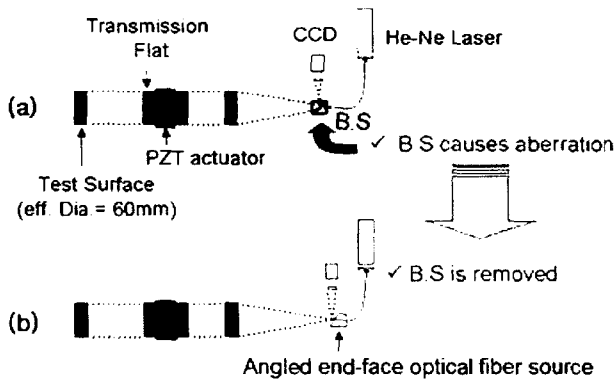 Transmission
Flat
CCD
He-Ne Laser
(a)
B.S
PZT actuator
✓ B S causes aberration
Test Surface
(eff. Dia.= 60mm)
✓ B.S is removed
(b)
Angled end-face optical fiber source